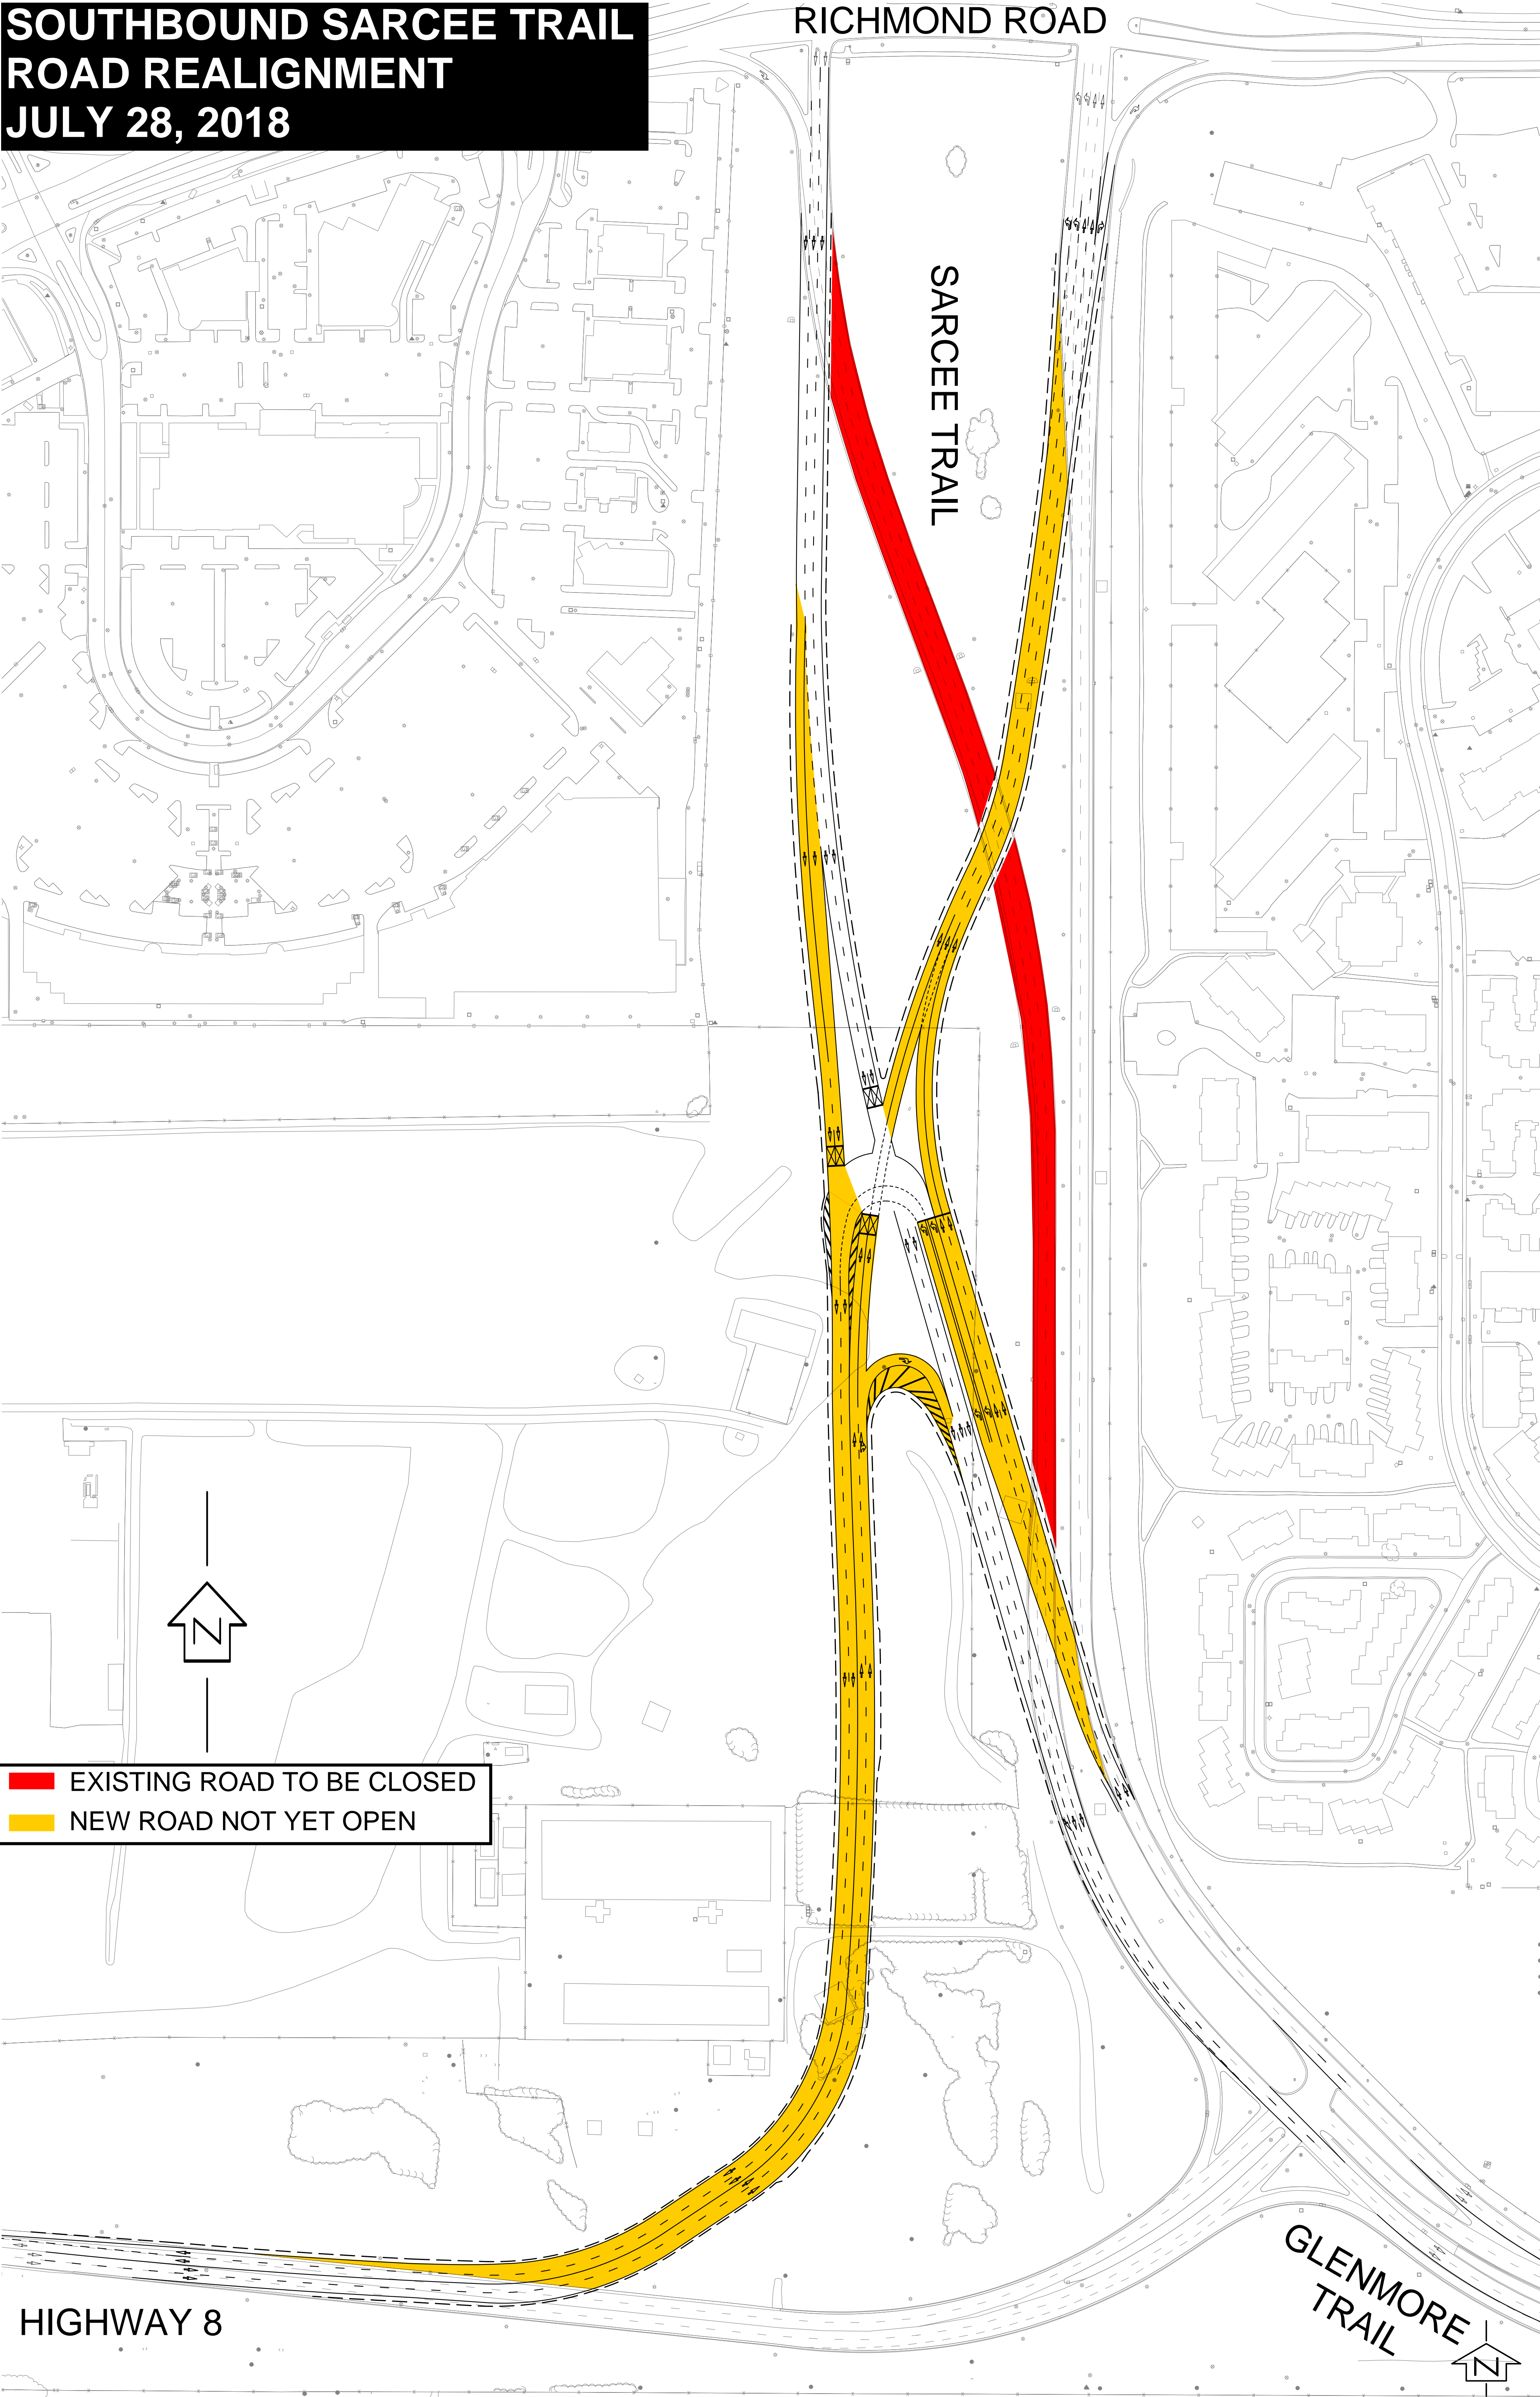 SOUTHBOUND SARCEE TRAIL
ROAD REALIGNMENT
JULY 28, 2018
RICHMOND ROAD
SARCEE TRAIL
N
EXISTING ROAD TO BE CLOSED
NEW ROAD NOT YET OPEN
HIGHWAY 8
GLENMORE
TRAIL
N